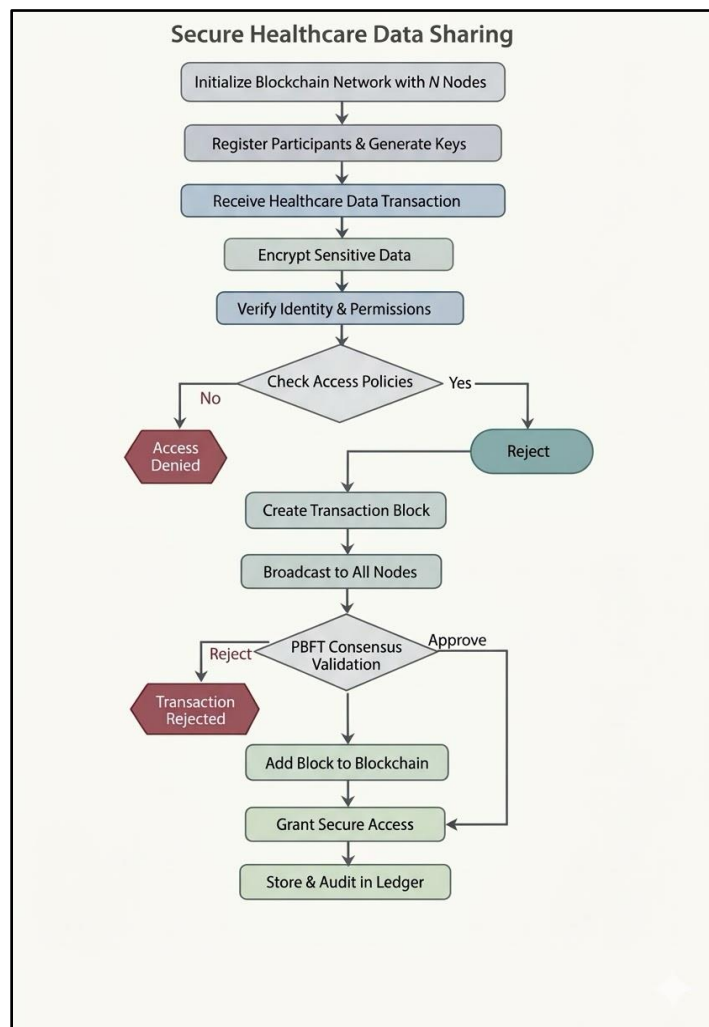 Secure Healthcare Data Sharing
Initialize Blockchain Network with N Nodes
Register Participants & Generate Keys
Receive Healthcare Data Transaction
Encrypt Sensitive Data
Verify Identity & Permissions
Check Access Policies
No
Yes
Access
Denied
Reject
Create Transaction Block
Broadcast to All Nodes
Reject
PBFT Consensus
Validation
Approve
Transaction
Rejected
Add Block to Blockchain
Grant Secure Access
Store & Audit in Ledger